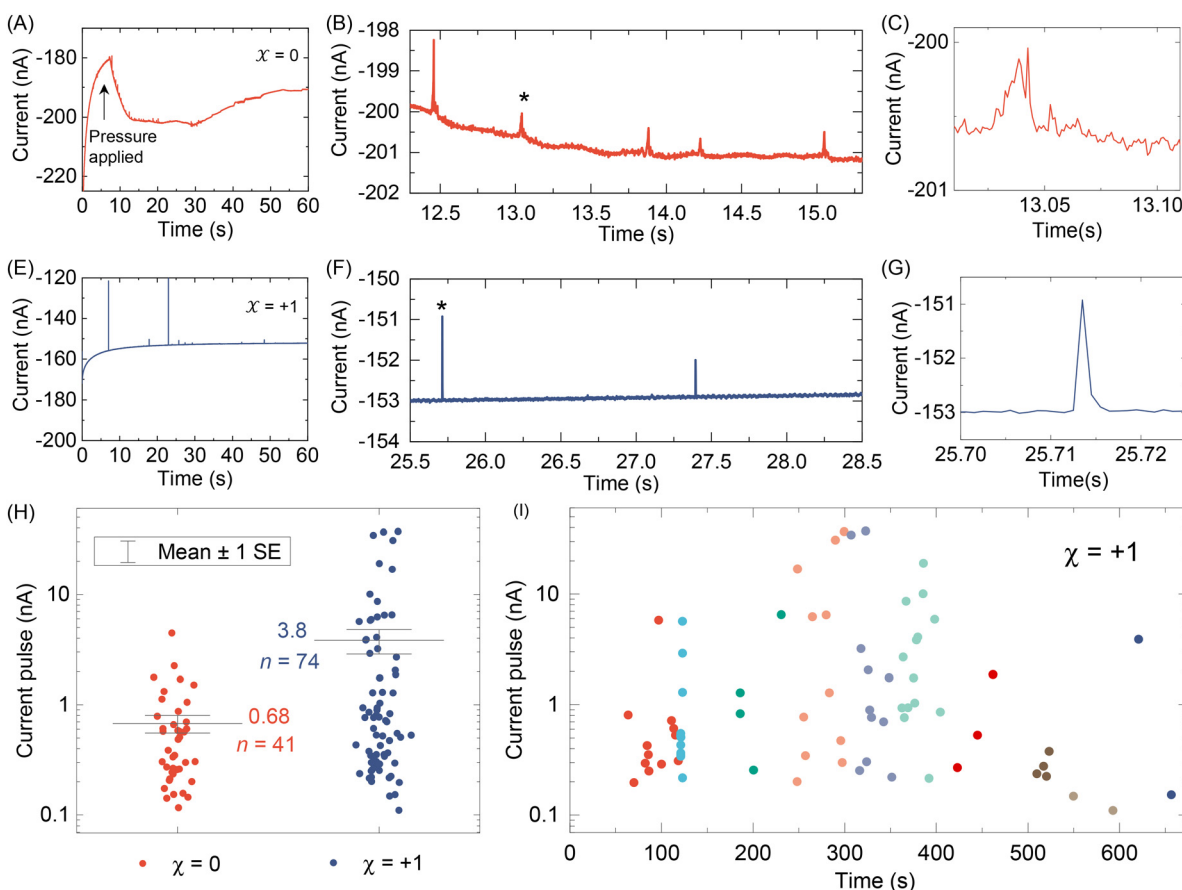 (A)
Current (nA)
-180
-200
-220
𝜒 = 0
Pressure
applied
0 10 20 30 40 50 60
Time (s)
(B)
Current (nA)
-198
-199
-200
-201
-202
*
12.5 13.0 13.5 14.0 14.5 15.0
Time (s)
(C)
Current (nA)
-200
-201
13.05 13.10
Time(s)
(E)
Current (nA)
-120
-140
-160
-180
-200
𝜒 = +1
0 10 20 30 40 50 60
Time (s)
(F)
Current (nA)
-150
-151
-152
-153
-154
*
25.5 26.0 26.5 27.0 27.5 28.0 28.5
Time (s)
(G)
Current (nA)
-151
-152
-153
25.70 25.71 25.72
Time(s)
(H)
Current pulse (nA)
10
1
0.1
Mean ± 1 SE
3.8
n = 74
0.68
n = 41
χ = 0
χ = +1
(I)
Current pulse (nA)
10
1
0.1
χ = +1
0 100 200 300 400 500 600
Time (s)